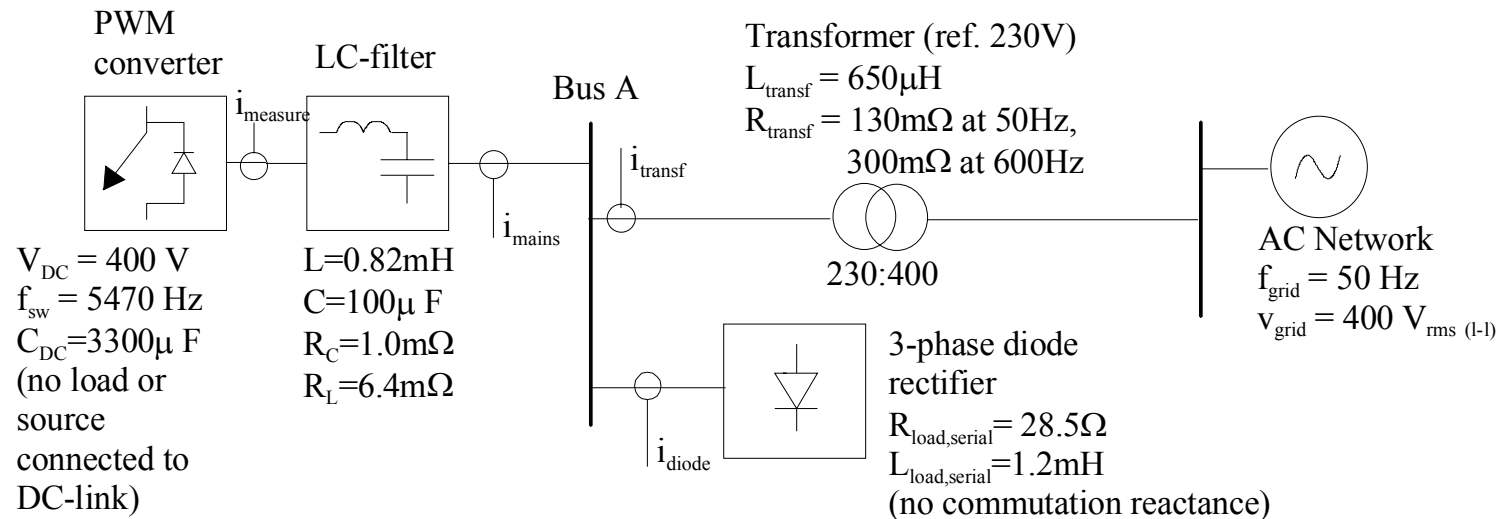 PWM
converter
LC-filter
i_measure
Bus A
i_mains
i_transf
Transformer (ref. 230V)
L_transf = 650μH
R_transf = 130mΩ at 50Hz,
300mΩ at 600Hz
230:400
V_DC = 400 V
f_sw = 5470 Hz
C_DC=3300μ F
(no load or
source
connected to
DC-link)
L=0.82mH
C=100μ F
R_C=1.0mΩ
R_L=6.4mΩ
i_diode
3-phase diode
rectifier
R_load,serial= 28.5Ω
L_load,serial=1.2mH
(no commutation reactance)
AC Network
f_grid = 50 Hz
v_grid = 400 V_rms (l-l)